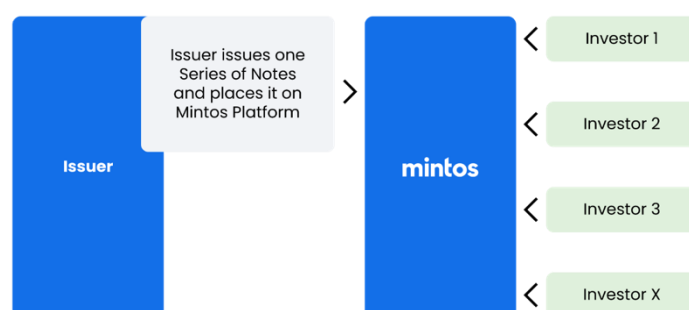 Issuer issues one
Series of Notes
and places it on
Mintos Platform
Issuer
mintos
Investor 1
Investor 2
Investor 3
Investor X